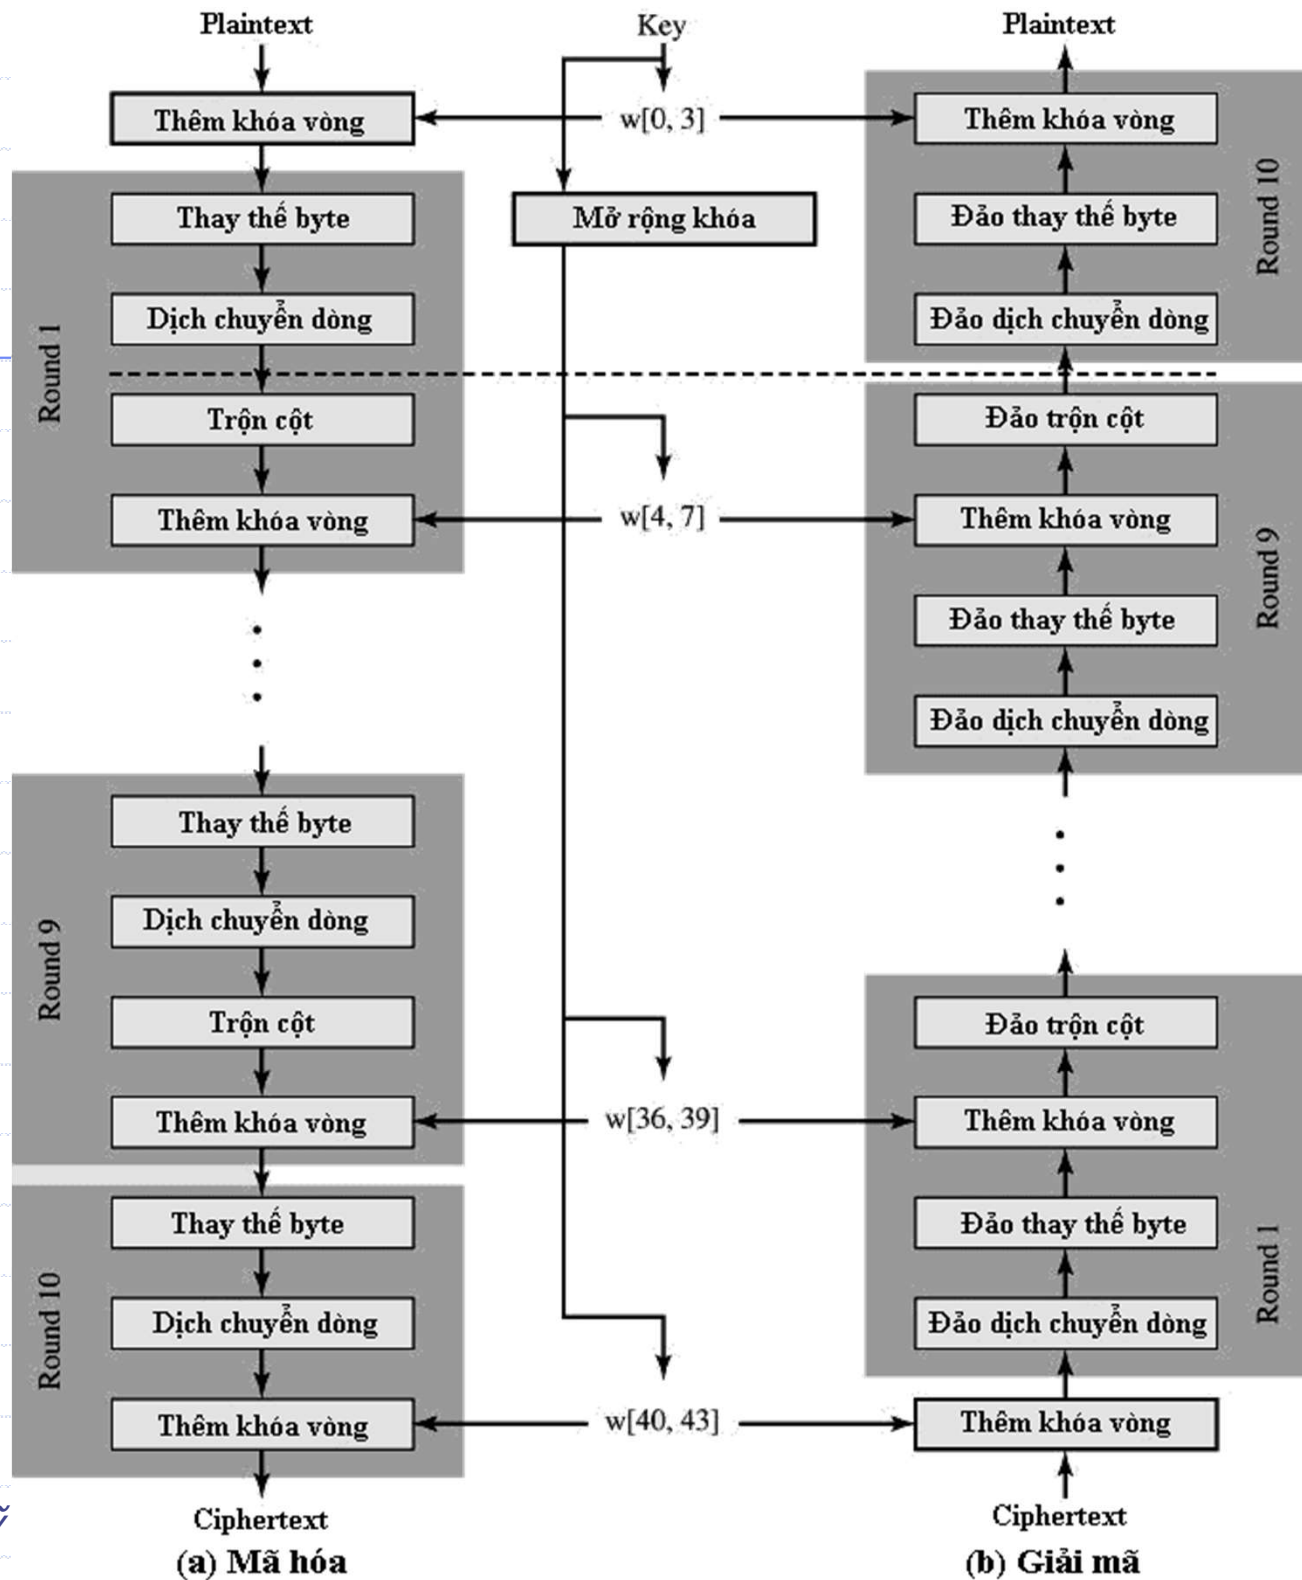 Plaintext
Key
Plaintext
Thêm khóa vòng
w[0, 3]
Thêm khóa vòng
Thay thế byte
Mở rộng khóa
Đảo thay thế byte
Round 10
Dịch chuyển dòng
Đảo dịch chuyển dòng
Round 1
Trộn cột
Đảo trộn cột
Thêm khóa vòng
w[4, 7]
Thêm khóa vòng
Round 9
Đảo thay thế byte
Đảo dịch chuyển dòng
Thay thế byte
Dịch chuyển dòng
Round 9
Trộn cột
Đảo trộn cột
Thêm khóa vòng
w[36, 39]
Thêm khóa vòng
Thay thế byte
Đảo thay thế byte
Round 1
Dịch chuyển dòng
Đảo dịch chuyển dòng
Round 10
Thêm khóa vòng
w[40, 43]
Thêm khóa vòng
Ciphertext
Ciphertext
(a) Mã hóa
(b) Giải mã